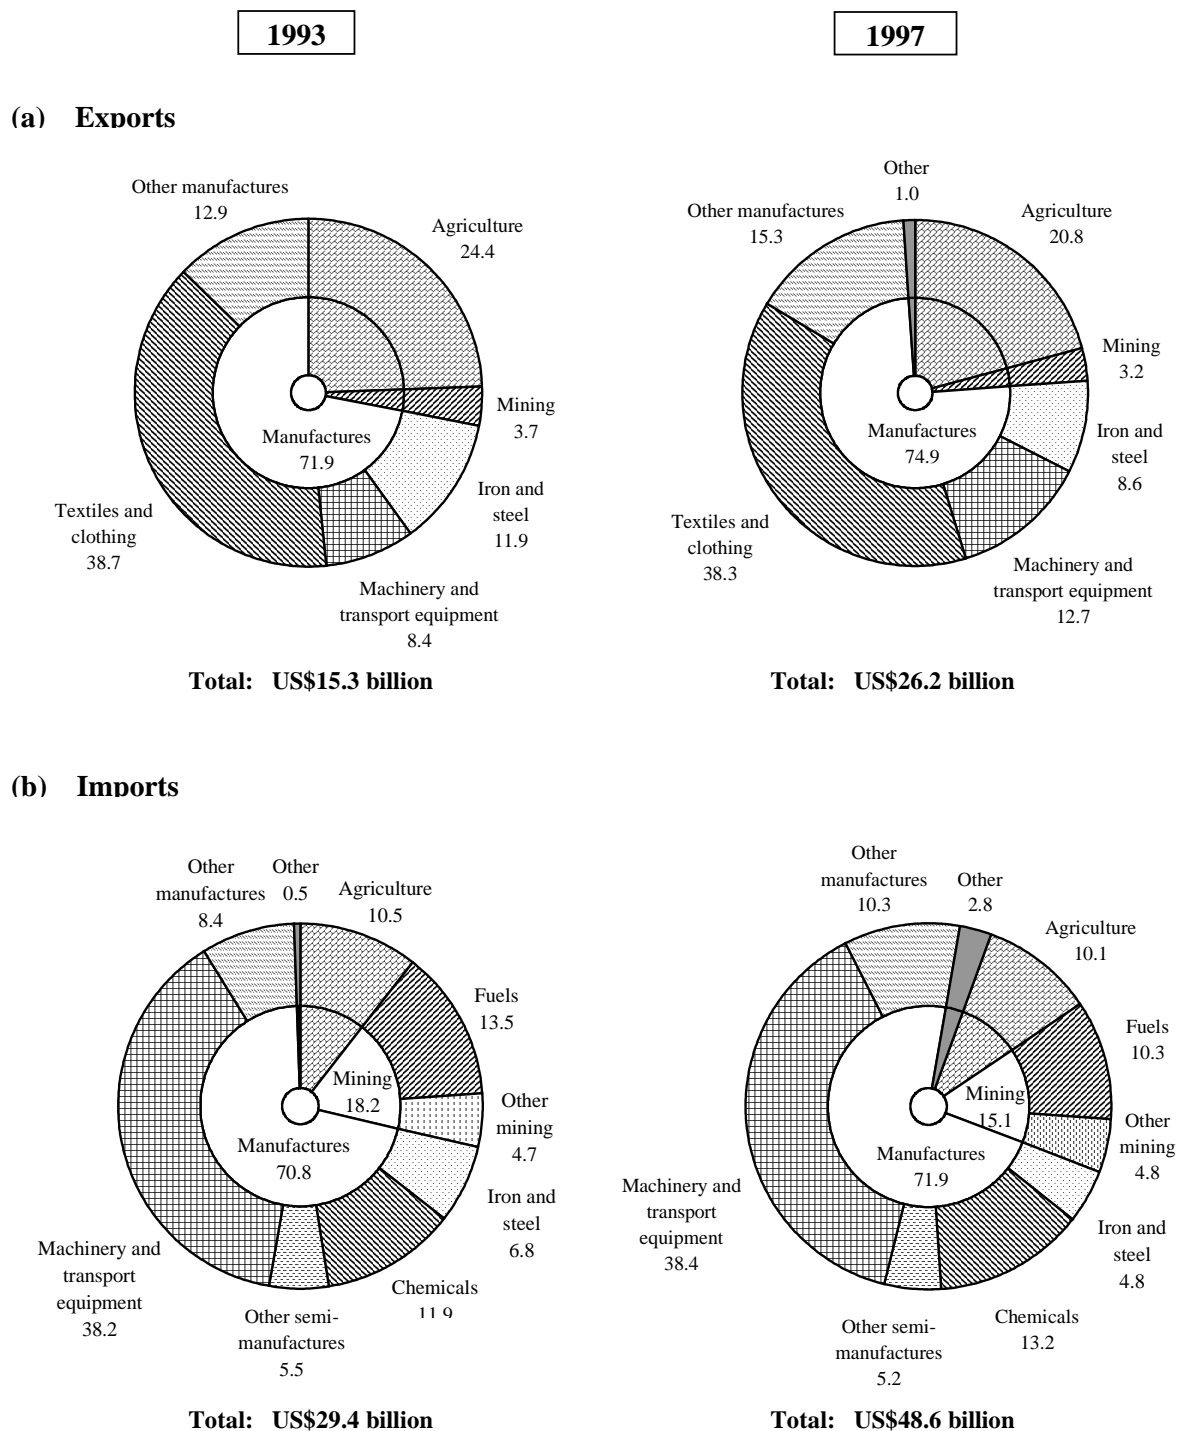 1993
1997
(a) Exports
Other manufactures
12.9
Agriculture
24.4
Mining
3.7
Manufactures
71.9
Iron and
steel
11.9
Textiles and
clothing
38.7
Machinery and
transport equipment
8.4
Total: US$15.3 billion
Other
1.0
Other manufactures
15.3
Agriculture
20.8
Mining
3.2
Manufactures
74.9
Iron and
steel
8.6
Textiles and
clothing
38.3
Machinery and
transport equipment
12.7
Total: US$26.2 billion
(b) Imports
Other
manufactures
8.4
Other
0.5
Agriculture
10.5
Fuels
13.5
Mining
18.2
Other
mining
4.7
Manufactures
70.8
Iron and
steel
6.8
Machinery and
transport
equipment
38.2
Chemicals
11.9
Other semi-
manufactures
5.5
Total: US$29.4 billion
Other
manufactures
10.3
Other
2.8
Agriculture
10.1
Fuels
10.3
Mining
15.1
Other
mining
4.8
Manufactures
71.9
Machinery and
transport
equipment
38.4
Iron and
steel
4.8
Chemicals
13.2
Other semi-
manufactures
5.2
Total: US$48.6 billion